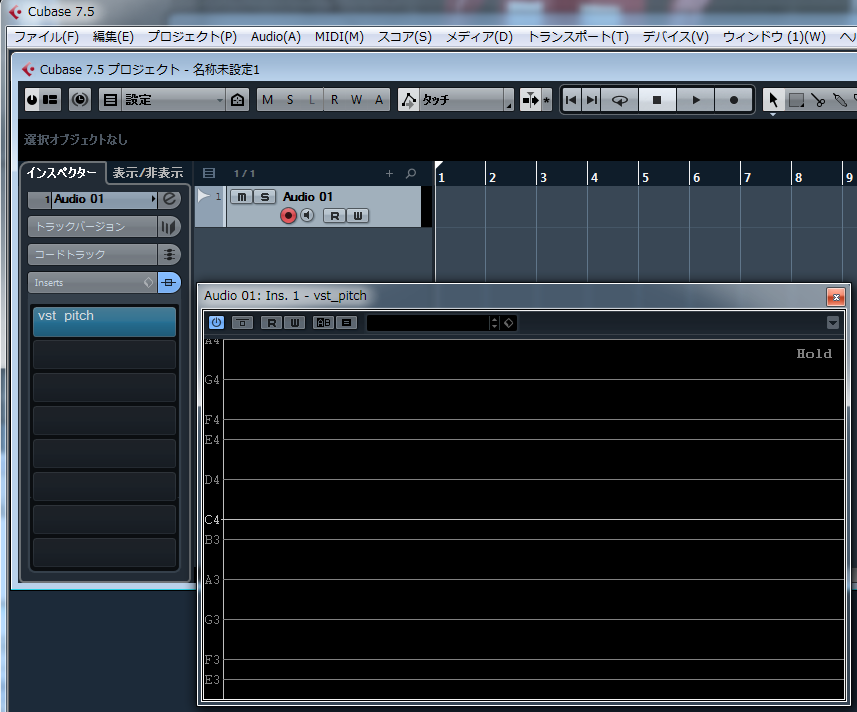 Cubase 7.5
ファイル(F) 編集(E) プロジェクト(P) Audio(A) MIDI(M) スコア(S) メディア(D) トランスポート(T) デバイス(V) ウィンドウ (1)(W) ヘル
Cubase 7.5 プロジェクト - 名称未設定1
設定 M S L R W A タッチ
選択オブジェクトなし
インスペクター 表示/非表示 1 / 1 + 1 2 3 4 5 6 7 8 9
1 Audio 01 1 m S Audio 01
R W
トラックバージョン
コードトラック
Inserts
Audio 01: Ins. 1 - vst_pitch x
vst pitch
R W A B
A4
Hold
G4
F4
E4
D4
C4
B3
A3
G3
F3
E3